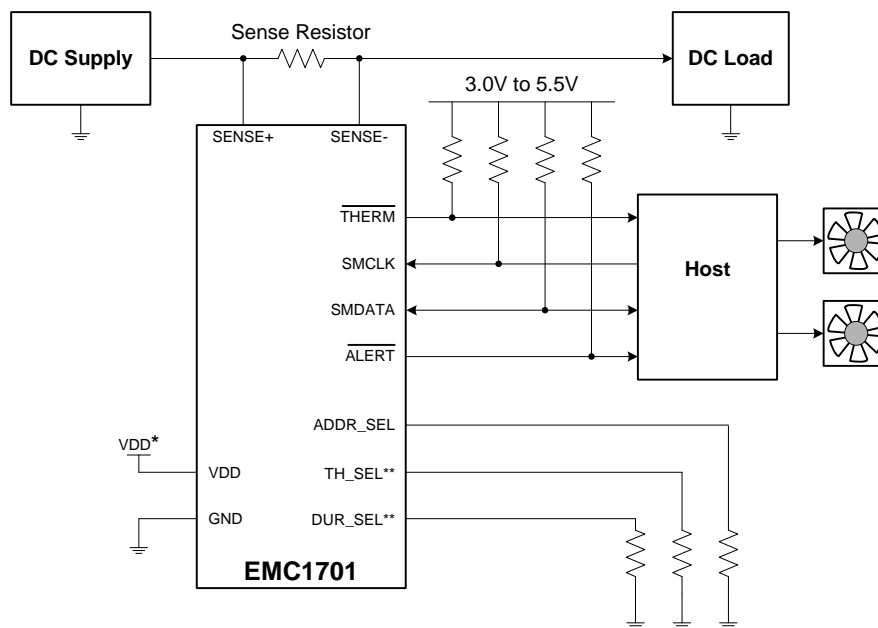 Sense Resistor
DC Supply
DC Load
3.0V to 5.5V
SENSE+
SENSE-
THERM
SMCLK
Host
SMDATA
ALERT
ADDR_SEL
VDD*
VDD
TH_SEL**
GND
DUR_SEL**
EMC1701